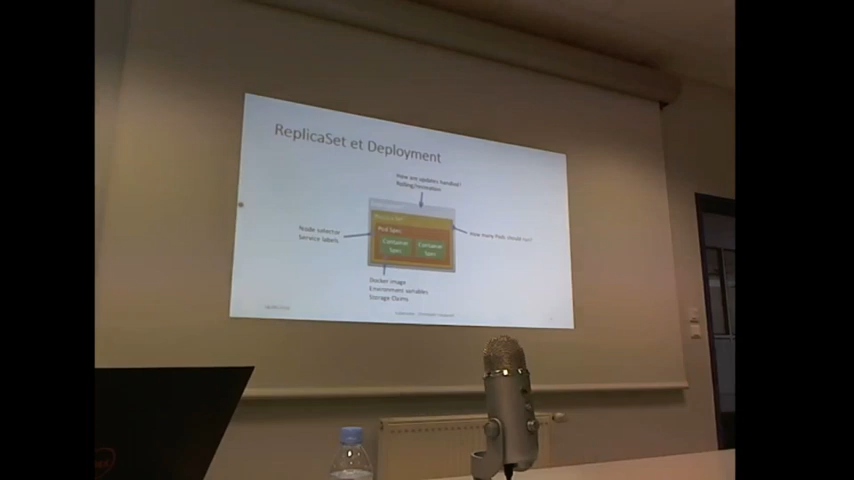 ReplicaSet et Deployment
How are updates handled?
Rolling/recreation
Node selector
Service labels
Pod Spec
How many Pods should run?
Container
Spec
Container
Spec
Docker image
Environment variables
Storage Claims